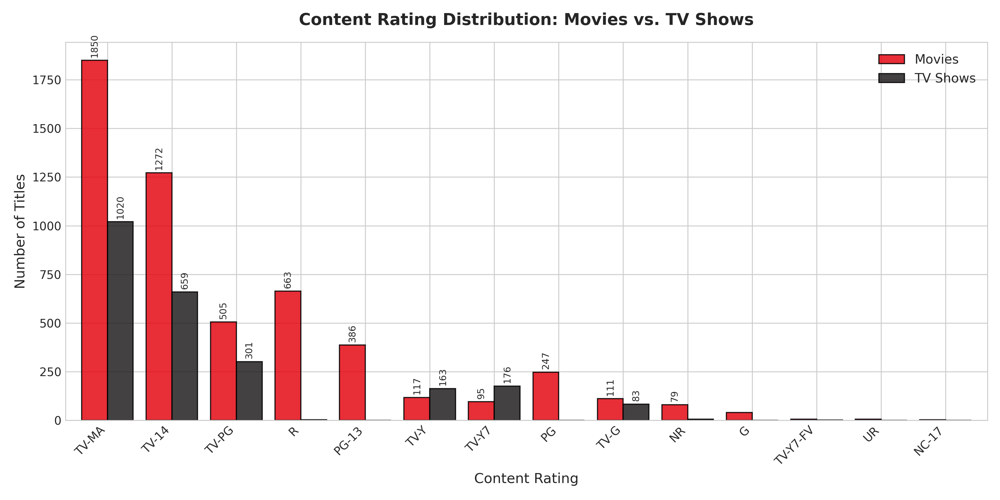 Content Rating Distribution: Movies vs. TV Shows
Movies
TV Shows
Number of Titles
1750
1500
1250
1000
750
500
250
0
1850
1020
1272
659
505
301
663
386
117
163
95
176
247
111
83
79
TV-MA
TV-14
TV-PG
R
PG-13
TV-Y
TV-Y7
PG
TV-G
NR
G
TV-Y7-FV
UR
NC-17
Content Rating